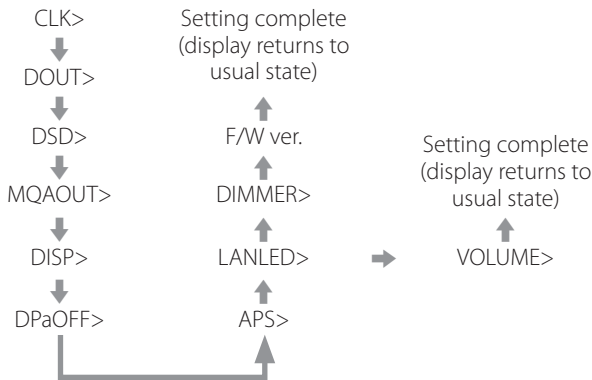 CLK>
DOUT>
DSD>
MQAOUT>
DISP>
DPaOFF>
Setting complete
(display returns to
usual state)
F/W ver.
DIMMER>
LANLED>
APS>
Setting complete
(display returns to
usual state)
VOLUME>